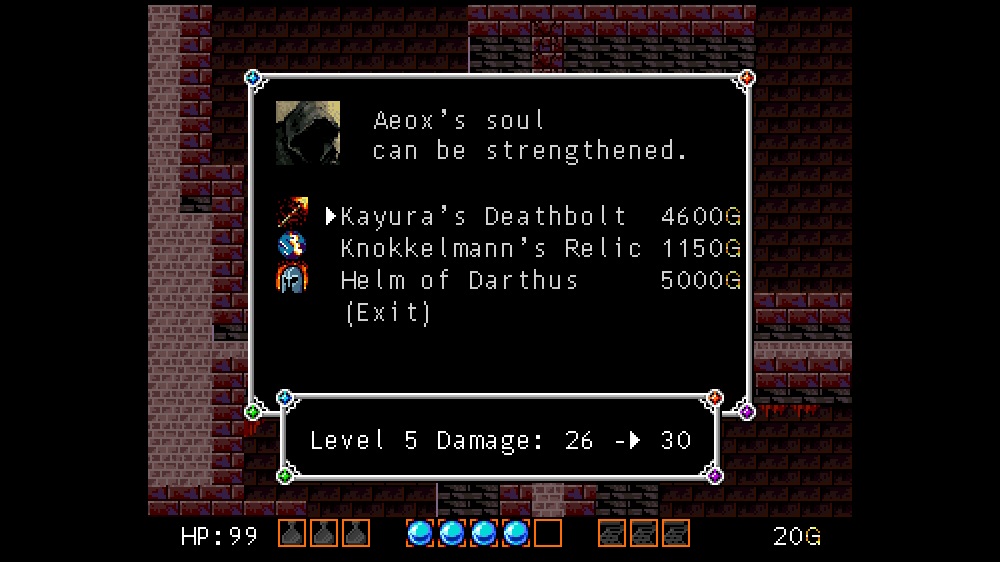 Aeox's soul
can be strengthened.
Kayura's Deathbolt 4600G
Knokkelmann's Relic 1150G
Helm of Darthus 5000G
(Exit)
Level 5 Damage: 26 -▶ 30
HP:99 20G